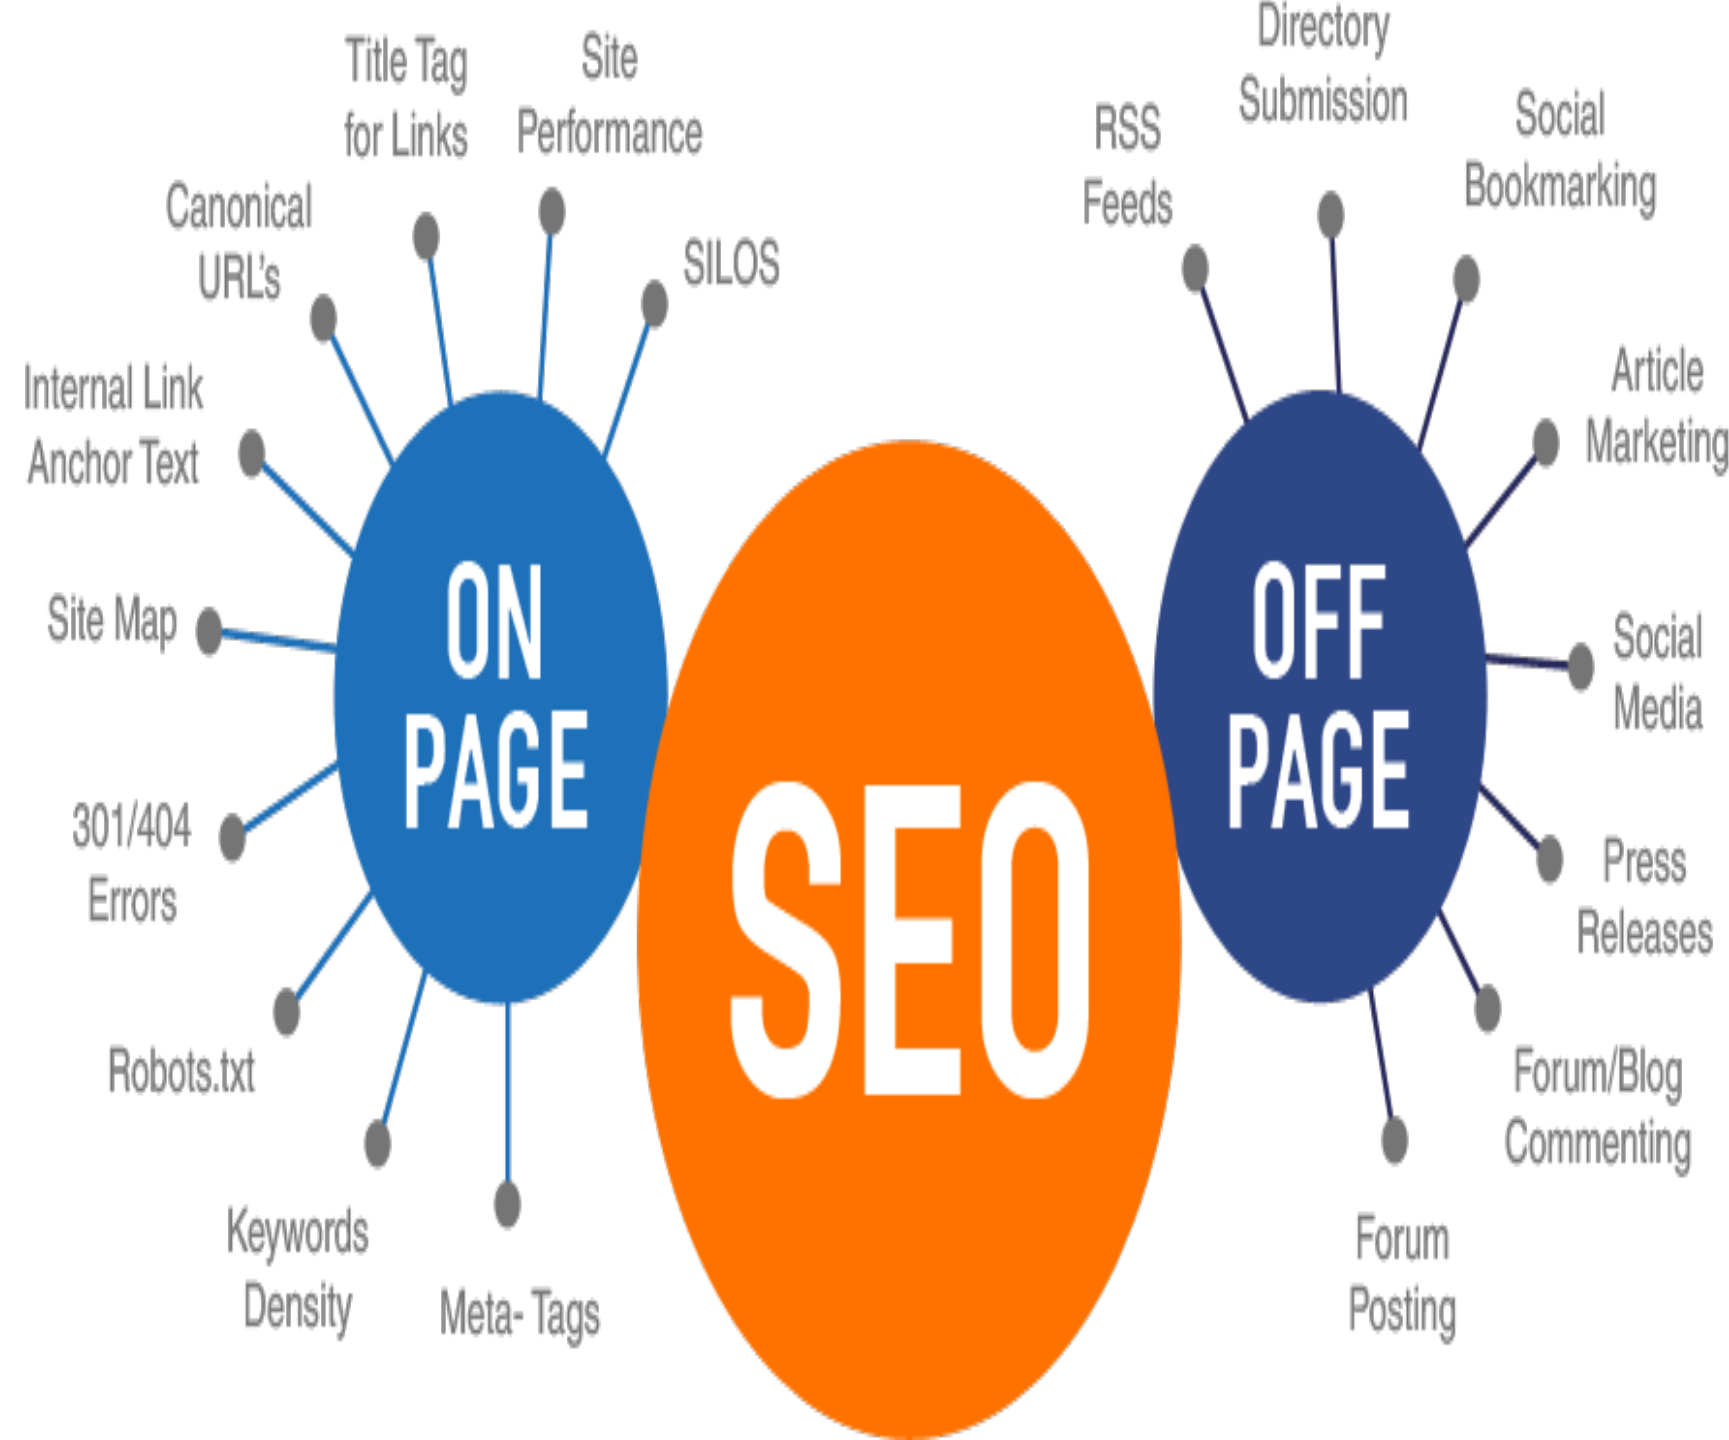 Title Tag
for Links
Site
Performance
SILOS
Canonical
URL's
Internal Link
Anchor Text
Site Map
301/404
Errors
Robots.txt
Keywords
Density
Meta- Tags
ON
PAGE
SEO
OFF
PAGE
RSS
Feeds
Directory
Submission
Social
Bookmarking
Article
Marketing
Social
Media
Press
Releases
Forum/Blog
Commenting
Forum
Posting